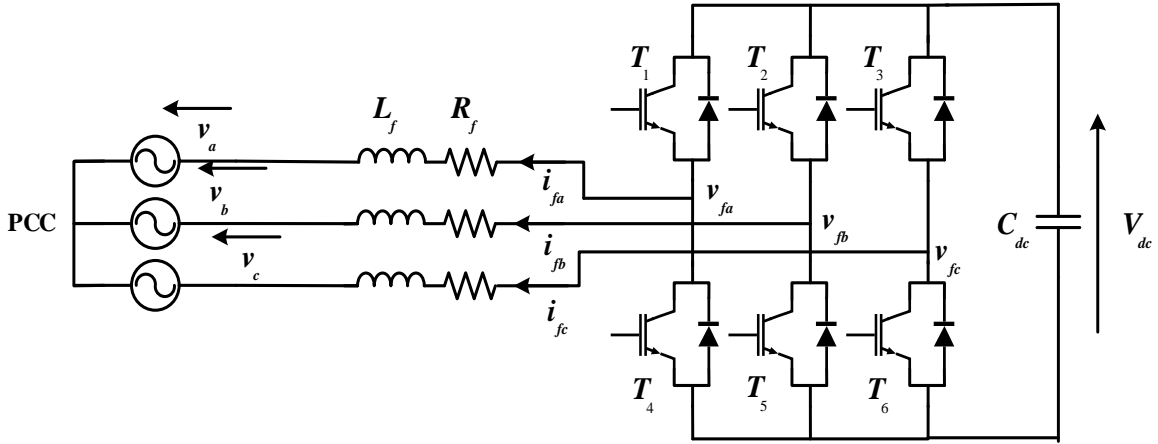 T1
T2
T3
va
Lf
Rf
vb
ifa
vfa
PCC
vfb
Cdc
Vdc
vc
ifb
vfc
ifc
T4
T5
T6